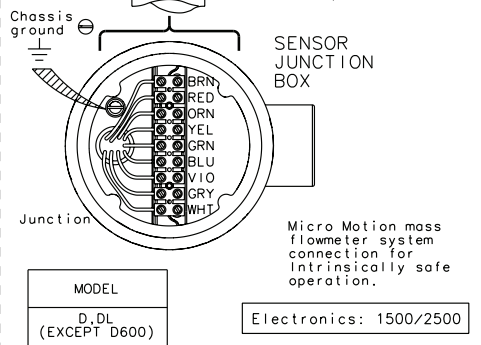 Chassis
ground
SENSOR
JUNCTION
BOX
BRN
RED
ORN
YEL
GRN
BLU
VIO
GRY
WHT
Junction
Micro Motion mass
flowmeter system
connection for
Intrinsically safe
operation.
MODEL
D,DL
(EXCEPT D600)
Electronics: 1500/2500